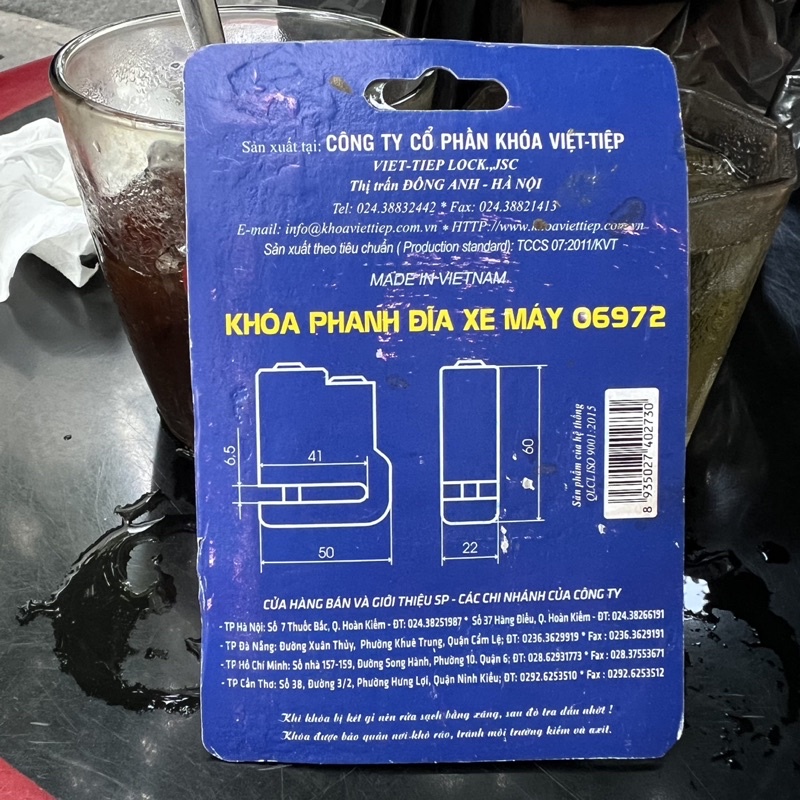 Sản xuất tại: CÔNG TY CỔ PHẦN KHÓA VIỆT-TIỆP
VIET-TIEP LOCK.,JSC
Thị trấn ĐÔNG ANH - HÀ NỘI
Tel: 024.38832442 * Fax: 024.38821413
E-mail: info@khoaviettiep.com.vn * HTTP://www.khoaviettiep.com.vn
Sản xuất theo tiêu chuẩn ( Production standard): TCCS 07:2011/KVT
MADE IN VIETNAM
KHÓA PHANH ĐĨA XE MÁY 06972
6,5
41
50
60
22
Sản phẩm của hệ thống
QLCL ISO 9001:2015
8 935027 402730
CỬA HÀNG BÁN VÀ GIỚI THIỆU SP - CÁC CHI NHÁNH CỦA CÔNG TY
- TP Hà Nội: Số 7 Thuốc Bắc, Q. Hoàn Kiếm - ĐT: 024.38251987 * Số 37 Hàng Điếu, Q. Hoàn Kiếm - ĐT: 024.38266191
- TP Đà Nẵng: Đường Xuân Thủy, Phường Khuê Trung, Quận Cẩm Lệ; ĐT: 0236.3629919 * Fax : 0236.3629191
- TP Hồ Chí Minh: Số nhà 157-159, Đường Song Hành, Phường 10. Quận 6; ĐT: 028.62931773 * Fax : 028.37553671
- TP Cần Thơ: Số 38, Đường 3/2, Phường Hưng Lợi, Quận Ninh Kiều; ĐT: 0292.6253510 * Fax : 0292.6253512
Khi khóa bị kẹt gỉ nên rửa sạch bằng xăng, sau đó tra dầu nhờt !
Khóa được bảo quản nơi khô ráo, tránh môi trường kiềm và axít.